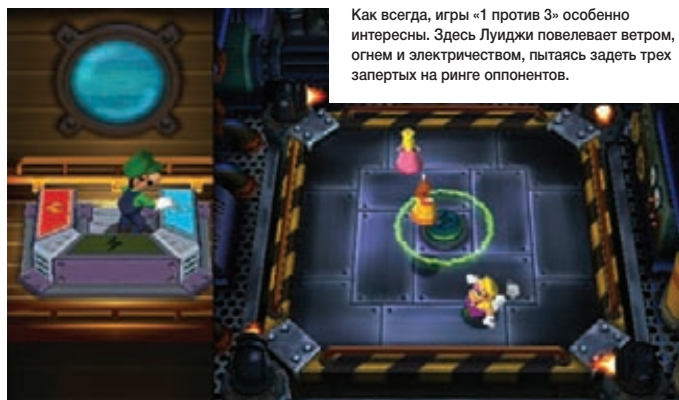 Как всегда, игры «1 против 3» особенно
интересны. Здесь Луиджи повелевает ветром,
огнем и электричеством, пытаясь задеть трех
запертых на ринге оппонентов.